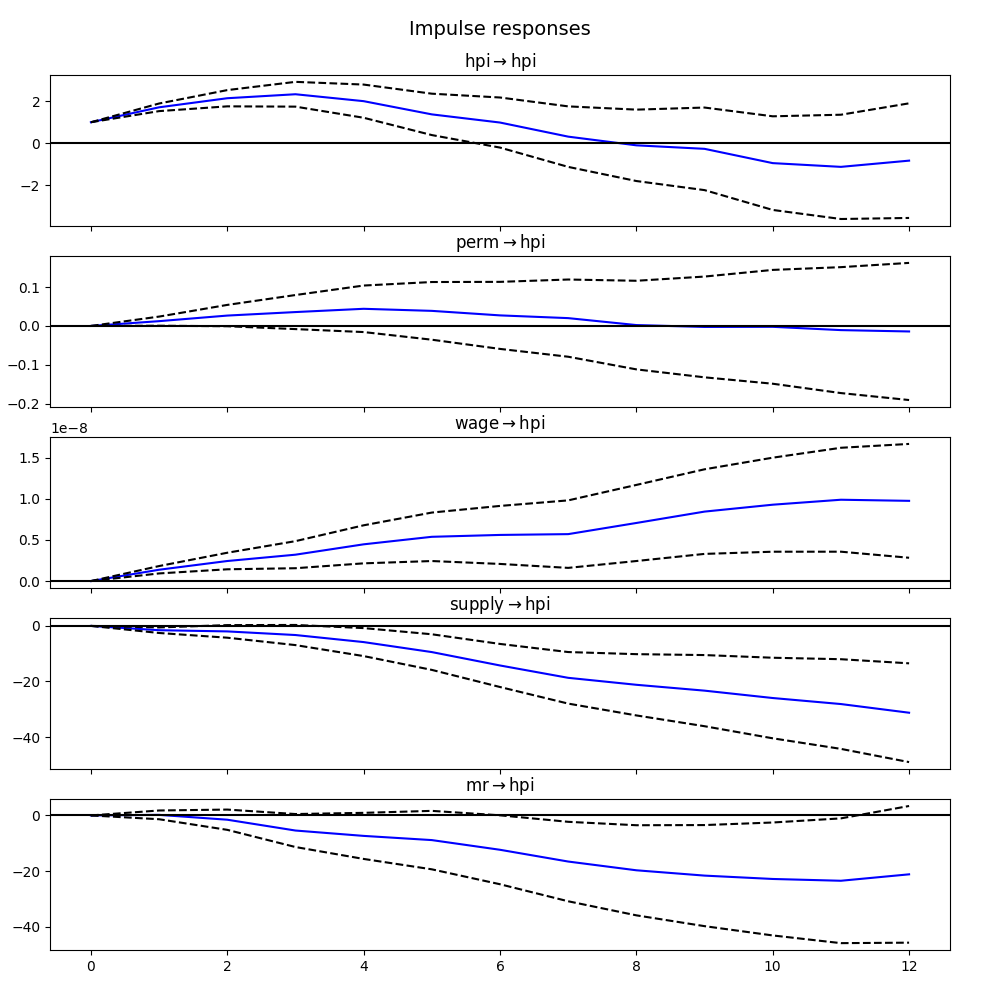 Impulse responses
hpi → hpi
2
0
−2
perm → hpi
0.1
0.0
−0.1
−0.2
wage → hpi
1e−8
1.5
1.0
0.5
0.0
supply → hpi
0
−20
−40
mr → hpi
0
−20
−40
0 2 4 6 8 10 12